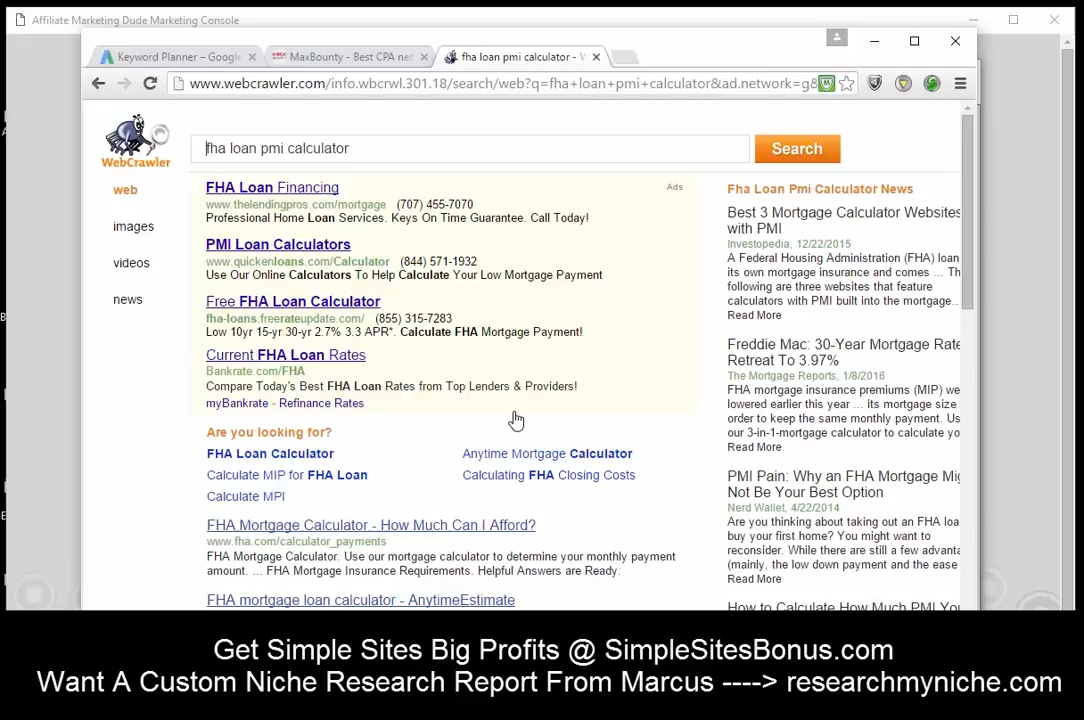 Affiliate Marketing Dude Marketing Console
Keyword Planner – Google
MaxBounty - Best CPA net
fha loan pmi calculator - W
www.webcrawler.com/info.wbcrwl.301.18/search/web?q=fha+loan+pmi+calculator&ad.network=g8
WebCrawler
fha loan pmi calculator
Search
web
images
videos
news
Ads
FHA Loan Financing
www.thelendingpros.com/mortgage (707) 455-7070
Professional Home Loan Services. Keys On Time Guarantee. Call Today!
PMI Loan Calculators
www.quickenloans.com/Calculator (844) 571-1932
Use Our Online Calculators To Help Calculate Your Low Mortgage Payment
Free FHA Loan Calculator
fha-loans.freerateupdate.com/ (855) 315-7283
Low 10yr 15-yr 30-yr 2.7% 3.3 APR*. Calculate FHA Mortgage Payment!
Current FHA Loan Rates
Bankrate.com/FHA
Compare Today's Best FHA Loan Rates from Top Lenders & Providers!
myBankrate - Refinance Rates
Are you looking for?
FHA Loan Calculator
Anytime Mortgage Calculator
Calculate MIP for FHA Loan
Calculating FHA Closing Costs
Calculate MPI
FHA Mortgage Calculator - How Much Can I Afford?
www.fha.com/calculator_payments
FHA Mortgage Calculator. Use our mortgage calculator to determine your monthly payment
amount. ... FHA Mortgage Insurance Requirements. Helpful Answers are Ready:
FHA mortgage loan calculator - AnytimeEstimate
Fha Loan Pmi Calculator News
Best 3 Mortgage Calculator Websites
with PMI
Investopedia, 12/22/2015
A Federal Housing Administration (FHA) loan
its own mortgage insurance and comes ... Th
following are three websites that feature
calculators with PMI built into the mortgage..
Read More
Freddie Mac: 30-Year Mortgage Rate
Retreat To 3.97%
The Mortgage Reports, 1/8/2016
FHA mortgage insurance premiums (MIP) we
lowered earlier this year ... its mortgage size
order to keep the same monthly payment. Us
our 3-in-1-mortgage calculator to calculate yo
Read More
PMI Pain: Why an FHA Mortgage Mig
Not Be Your Best Option
Nerd Wallet, 4/22/2014
Are you thinking about taking out an FHA loa
buy your first home? You might want to
reconsider. While there are still a few advanta
(mainly, the low down payment and the ease
Read More
How to Calculate How Much PMI You
Get Simple Sites Big Profits @ SimpleSitesBonus.com
Want A Custom Niche Research Report From Marcus ----> researchmyniche.com